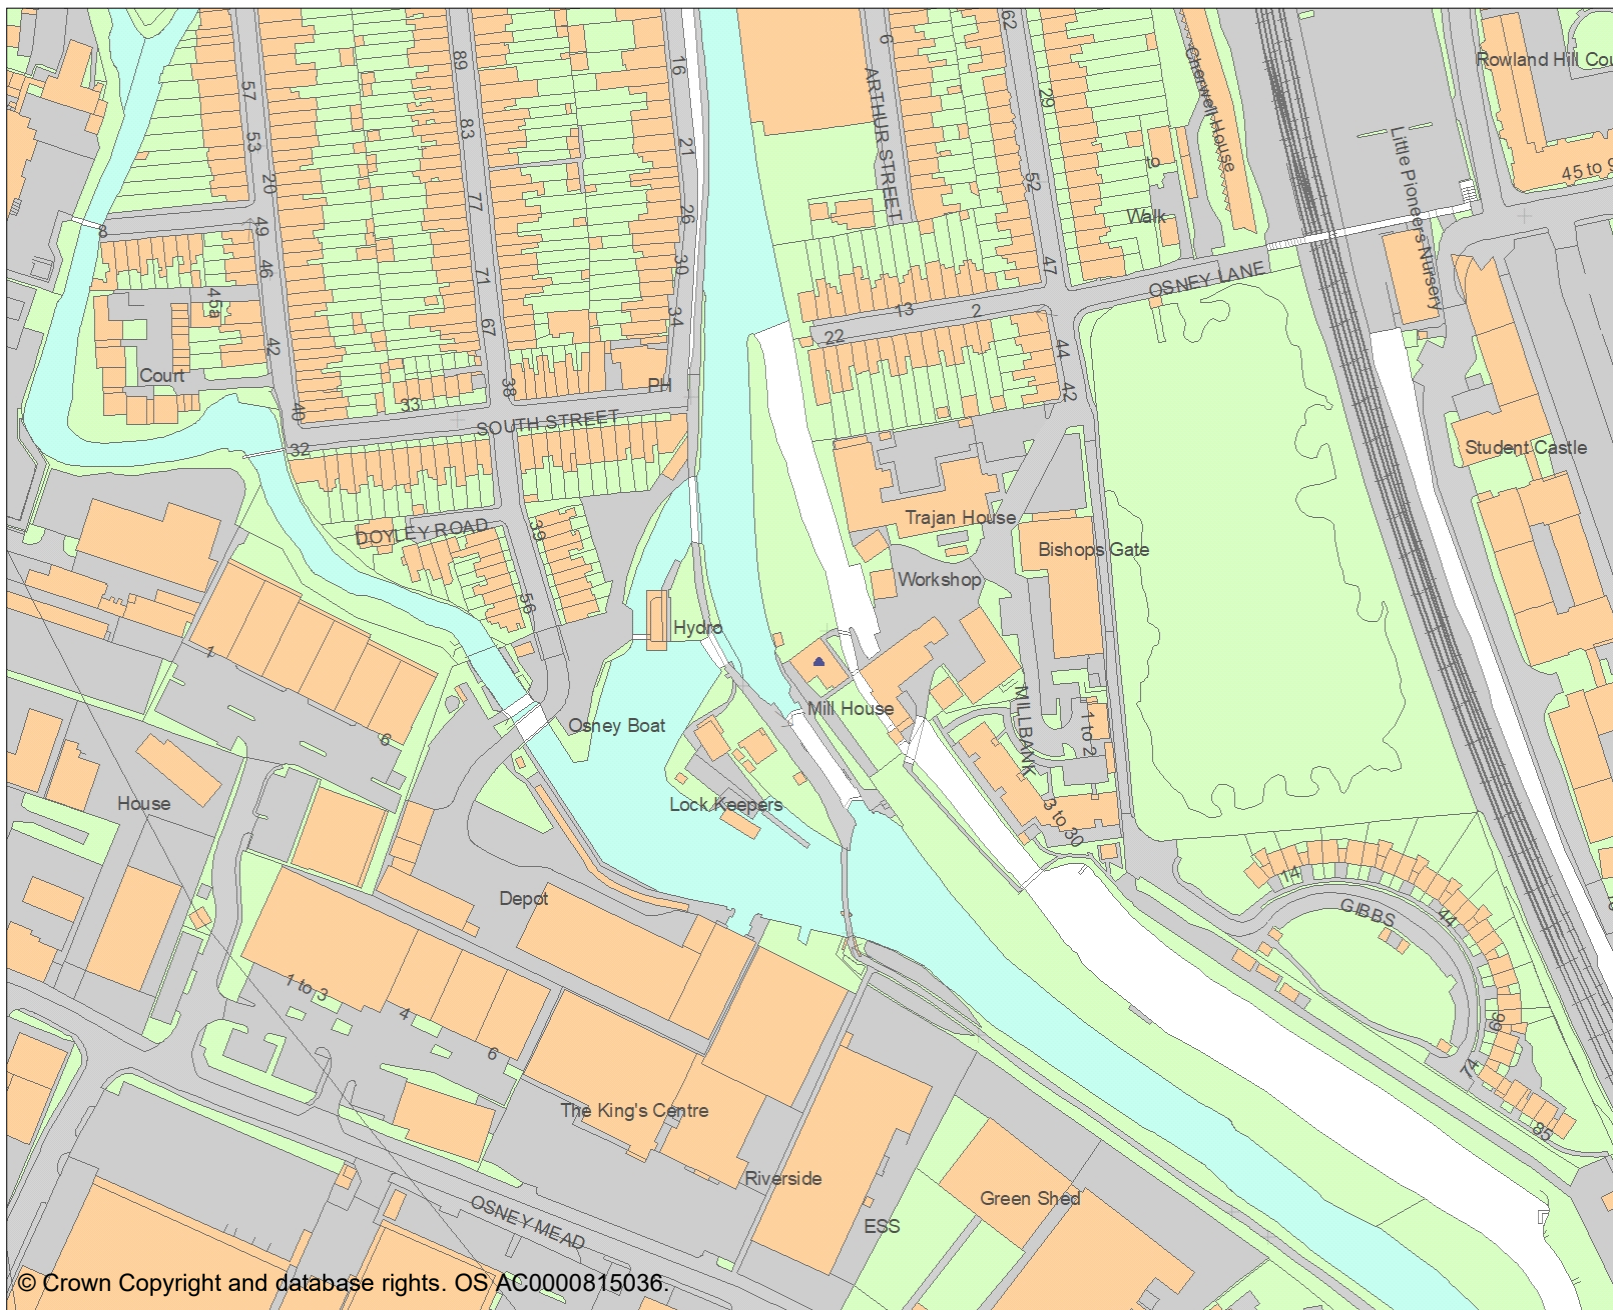 16
6
62
Rowland Hill Cou
57
89
ARTHUR STREET
29
Cherwell House
53
83
21
Little Pioneers Nursery
to
45 to 9
20
77
26
52
Walk
8
49
46
71
30
47
OSNEY LANE
45a
34
13
2
22
42
67
44
Court
38
PH
42
40
33
SOUTH STREET
32
Student Castle
DOYLEY ROAD
39
Trajan House
Bishops Gate
Workshop
56
Hydro
1
Mill House
MILLBANK
1 to 2
Osney Boat
6
House
Lock Keepers
3 to 30
14
Depot
GIBBS
44
1 to 3
4
6
66
74
The King's Centre
85
Riverside
Green Shed
OSNEY MEAD
ESS
© Crown Copyright and database rights. OS AC0000815036.